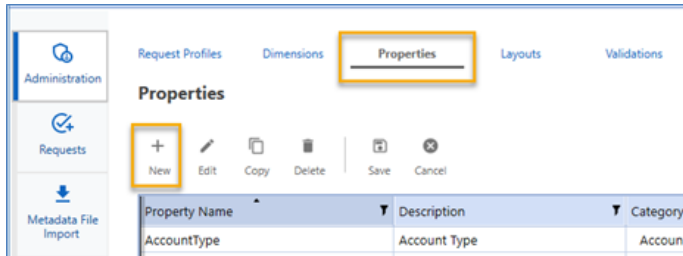 Administration
Requests
Metadata File
Import
Request Profiles Dimensions Properties Layouts Validations
Properties
New Edit Copy Delete Save Cancel
Property Name Description Category
AccountType Account Type Accoun